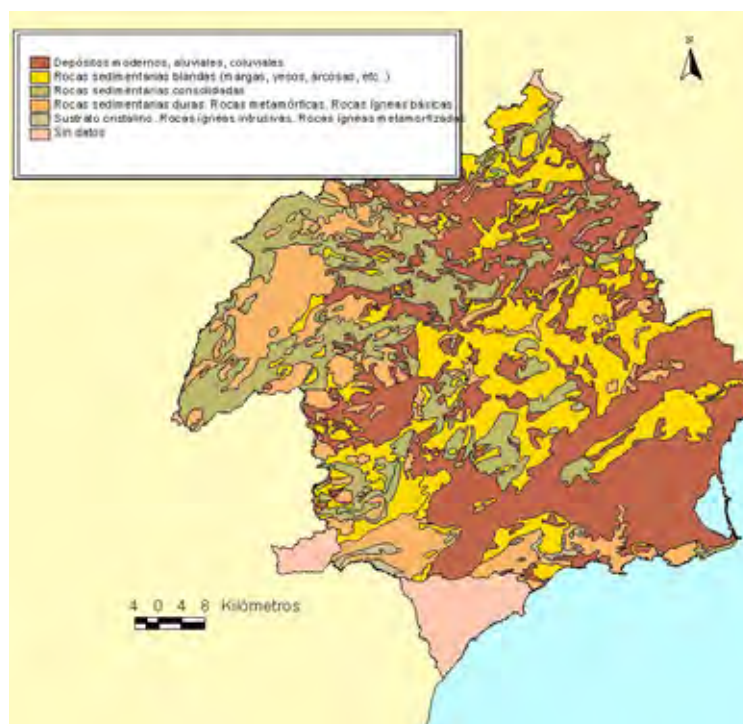 Depósitos modernos, aluviales, coluviales
Rocas sedimentarias blandas (margas, yesos, arcosas, etc..)
Rocas sedimentarias consolidadas
Rocas sedimentarias duras. Rocas metamórficas. Rocas ígneas básicas.
Sustrato cristalino. Rocas ígneas intrusivas. Rocas ígneas metamorfizadas
Sin datos
4 0 4 8 Kilómetros